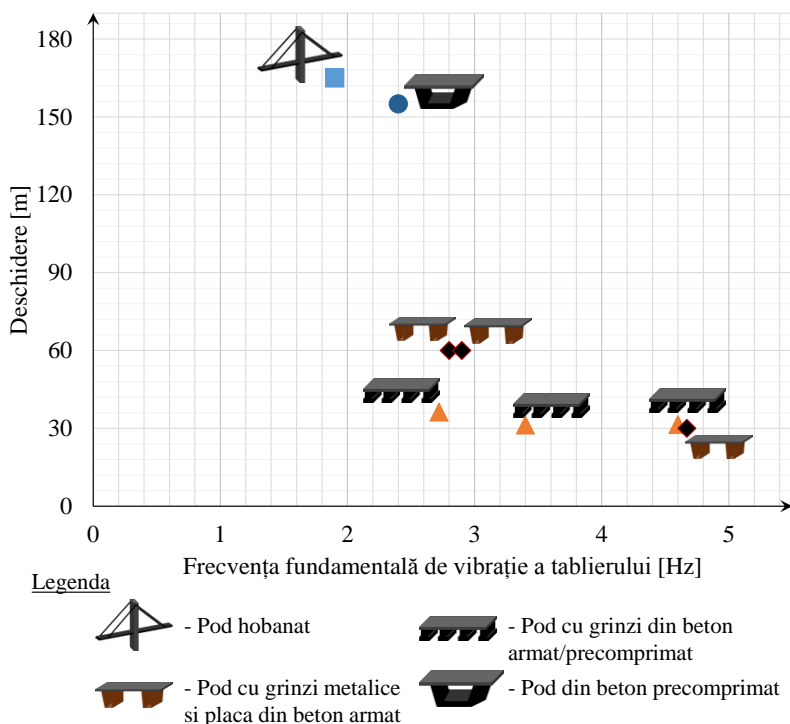 180
150
120
90
60
30
0
Deschidere [m]
0 1 2 3 4 5
Frecvența fundamentală de vibrație a tablierului [Hz]
Legenda
- Pod hobanat
- Pod cu grinzi din beton
armat/precomprimat
- Pod cu grinzi metalice
si placa din beton armat
- Pod din beton precomprimat